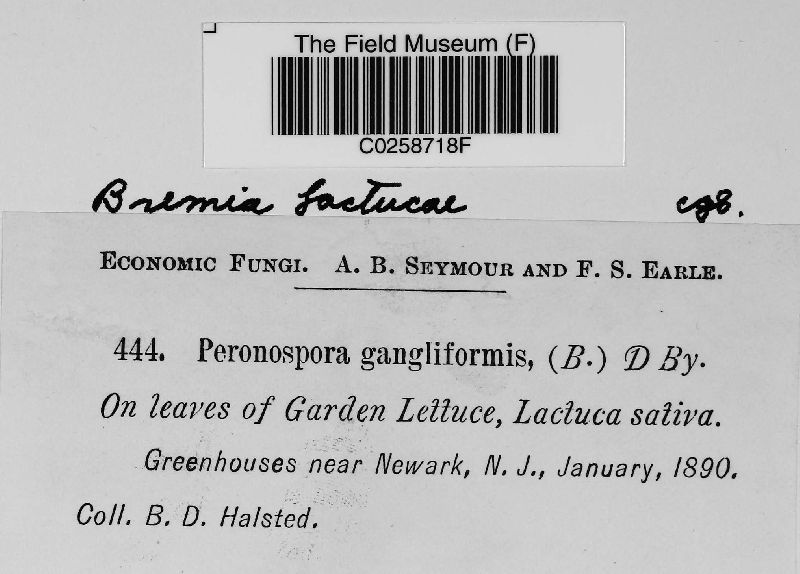 The Field Museum (F)
C0258718F
Bremia lactucae cgs.
ECONOMIC FUNGI. A. B. SEYMOUR AND F. S. EARLE.
444. Peronospora gangliformis, (B.) D By.
On leaves of Garden Lettuce, Lactuca sativa.
Greenhouses near Newark, N. J., January, 1890.
Coll. B. D. Halsted.